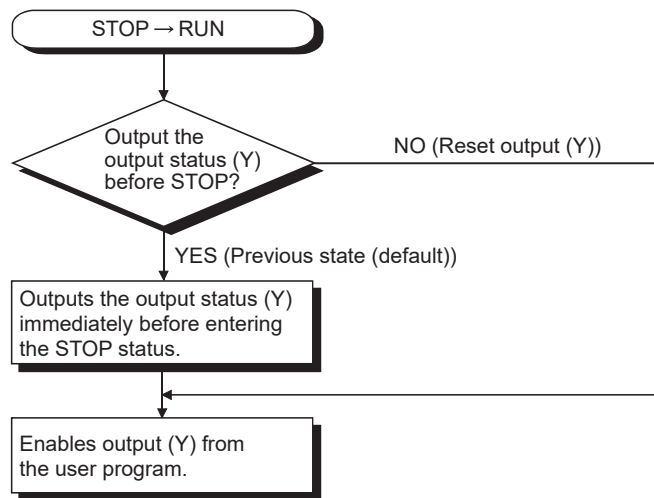 STOP → RUN
Output the
output status (Y)
before STOP?
NO (Reset output (Y))
YES (Previous state (default))
Outputs the output status (Y)
immediately before entering
the STOP status.
Enables output (Y) from
the user program.